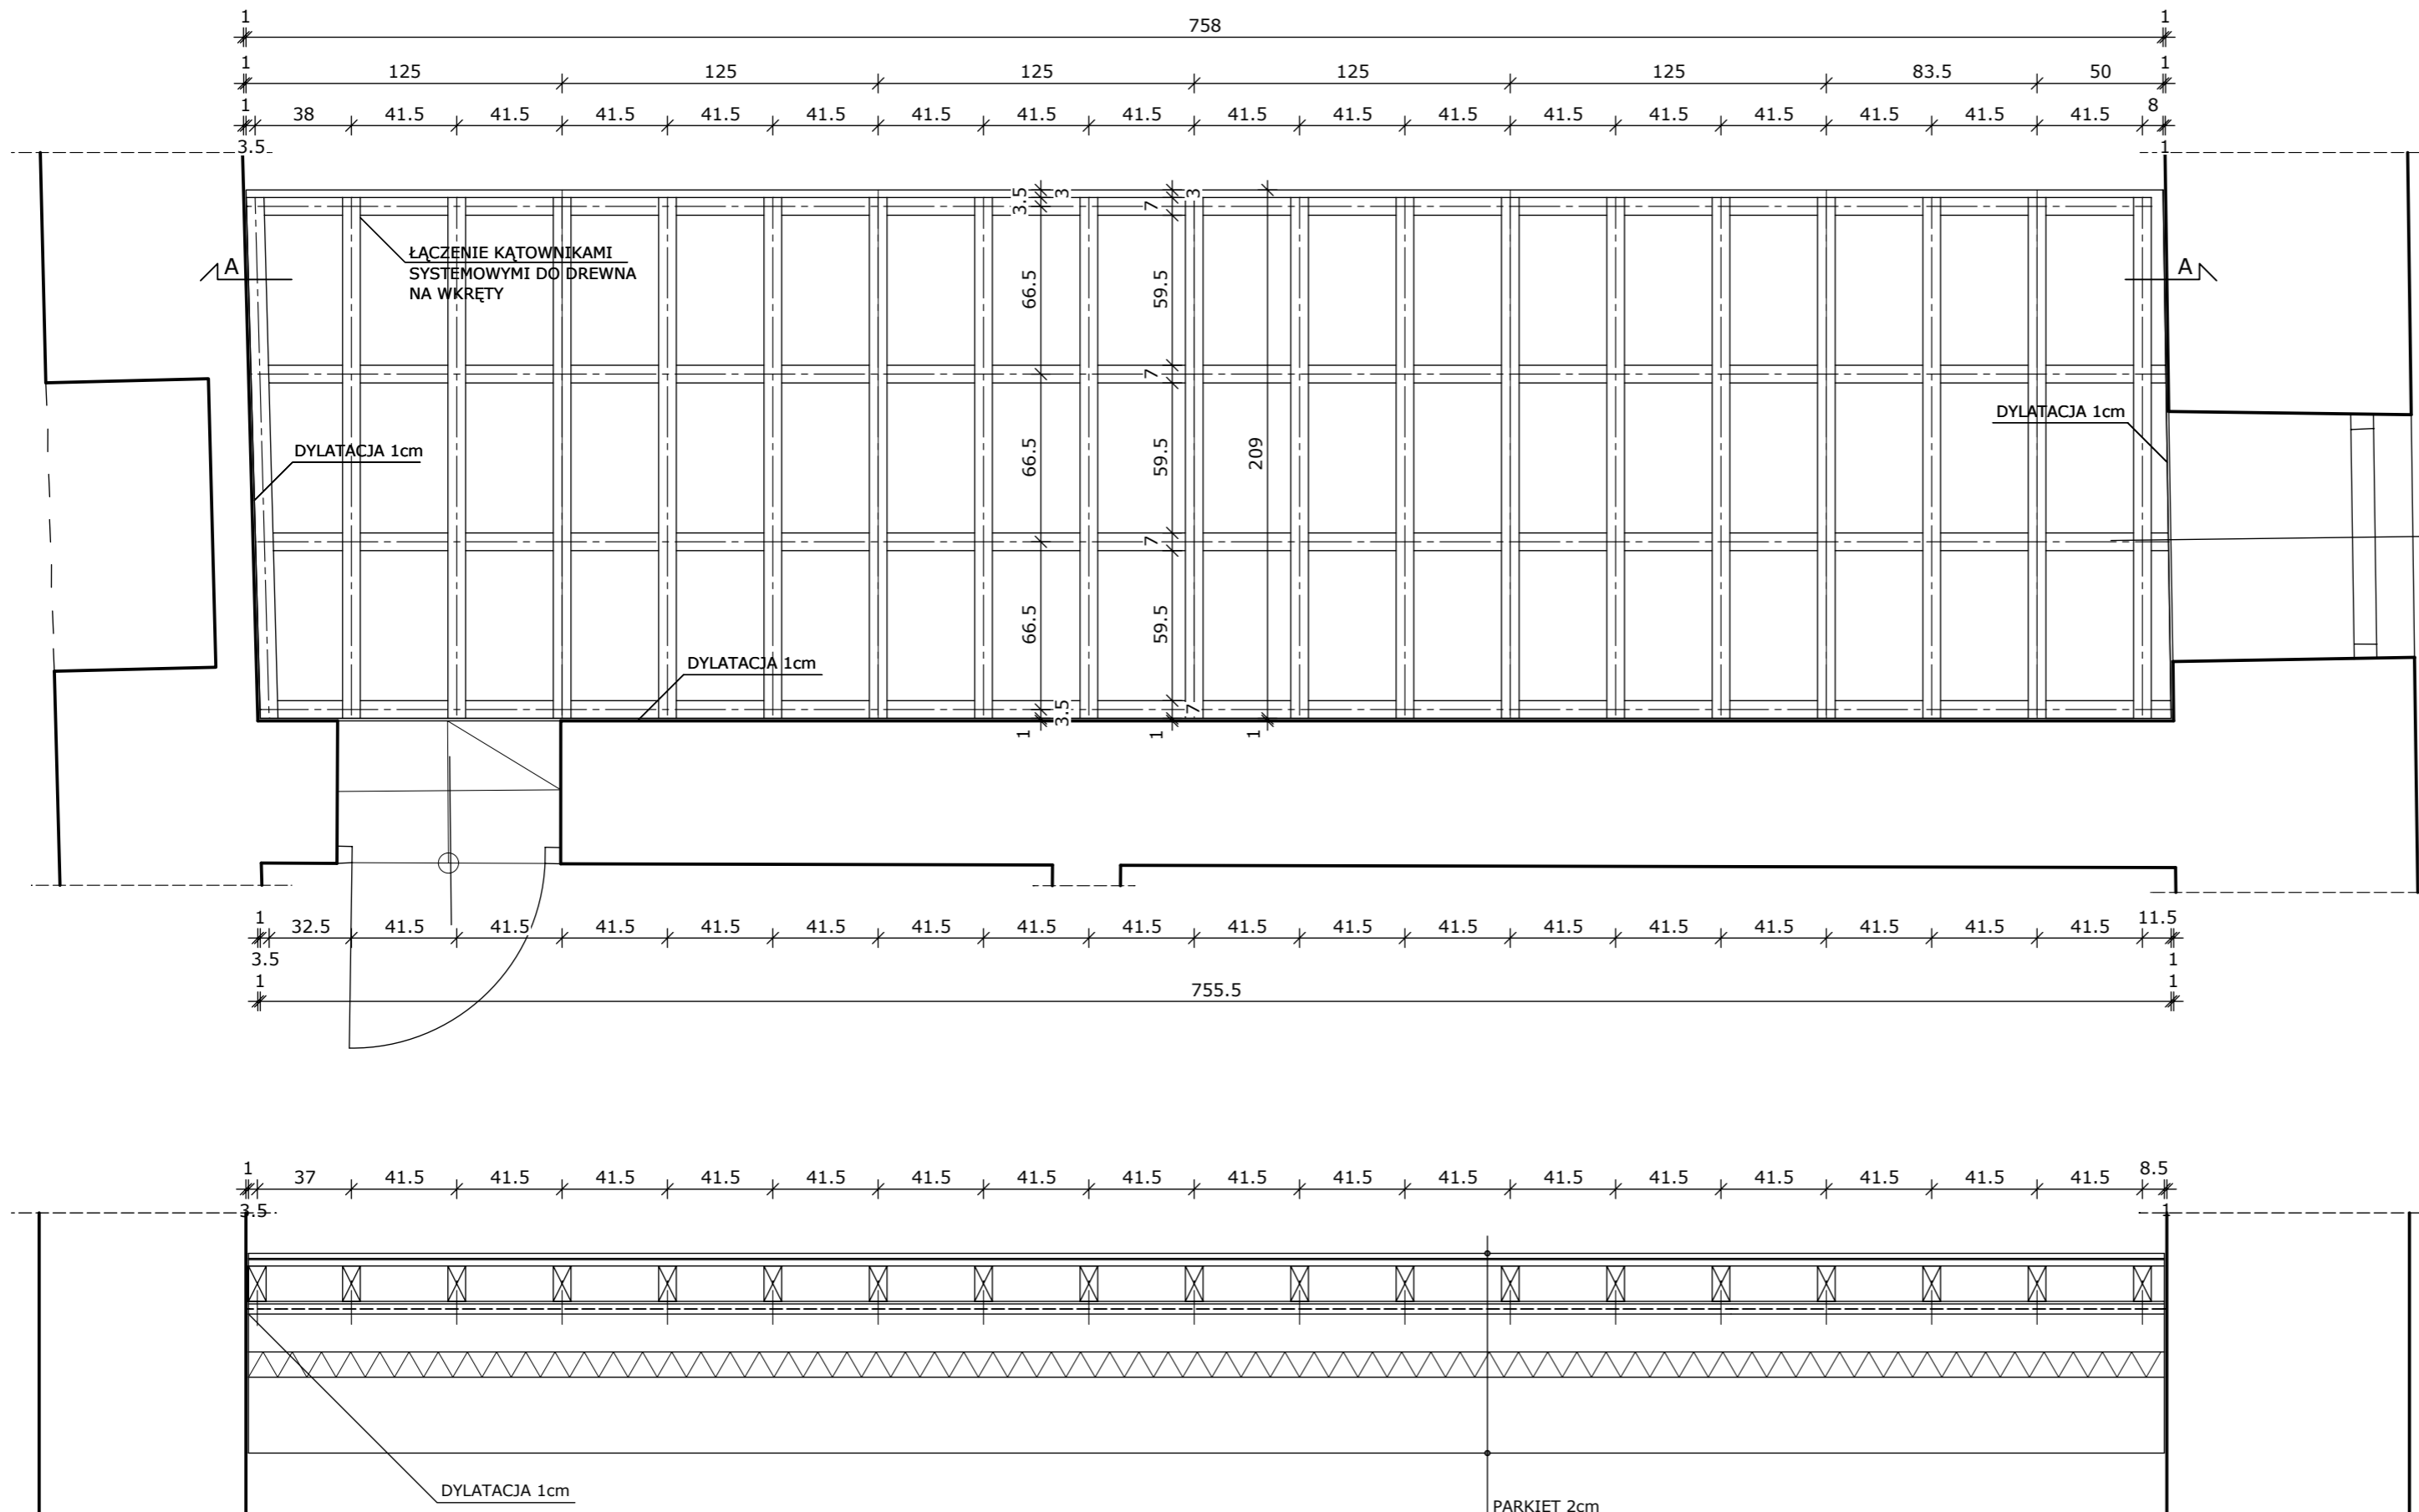 1 758 1
1 125 125 125 125 125 83.5 50 1
1 38 41.5 41.5 41.5 41.5 41.5 41.5 41.5 41.5 41.5 41.5 41.5 41.5 41.5 41.5 41.5 41.5 41.5 8
3.5 1
3.5 3 3
7
ŁĄCZENIE KĄTOWNIKAMI
SYSTEMOWYMI DO DREWNA
NA WKRĘTY
A A
66.5 59.5
7
DYLATACJA 1cm
DYLATACJA 1cm
66.5 59.5 209
7
66.5 59.5
DYLATACJA 1cm
3.5 7
1 1 1
1 32.5 41.5 41.5 41.5 41.5 41.5 41.5 41.5 41.5 41.5 41.5 41.5 41.5 41.5 41.5 41.5 41.5 41.5 11.5
3.5 1
1 755.5 1
1 37 41.5 41.5 41.5 41.5 41.5 41.5 41.5 41.5 41.5 41.5 41.5 41.5 41.5 41.5 41.5 41.5 41.5 8.5
3.5 1
DYLATACJA 1cm
PARKIET 2cm